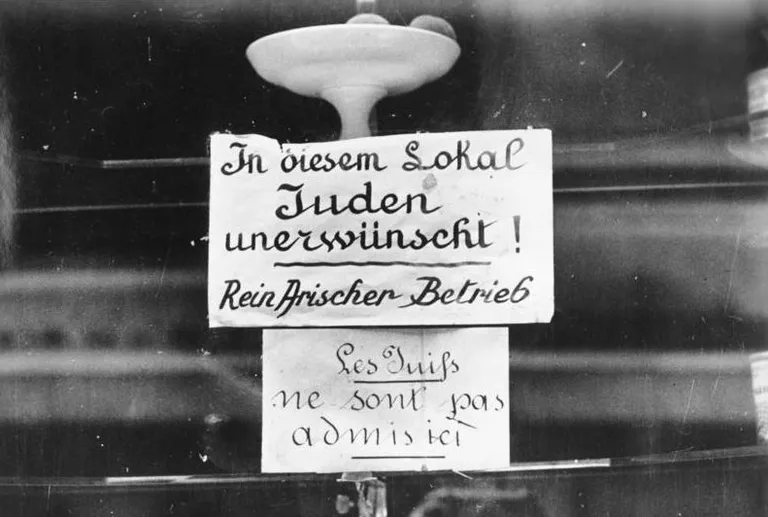 In diesem Lokal
Juden
unerwünscht !
Rein Arischer Betrieb
Les Juifs
ne sont pas
admis ici